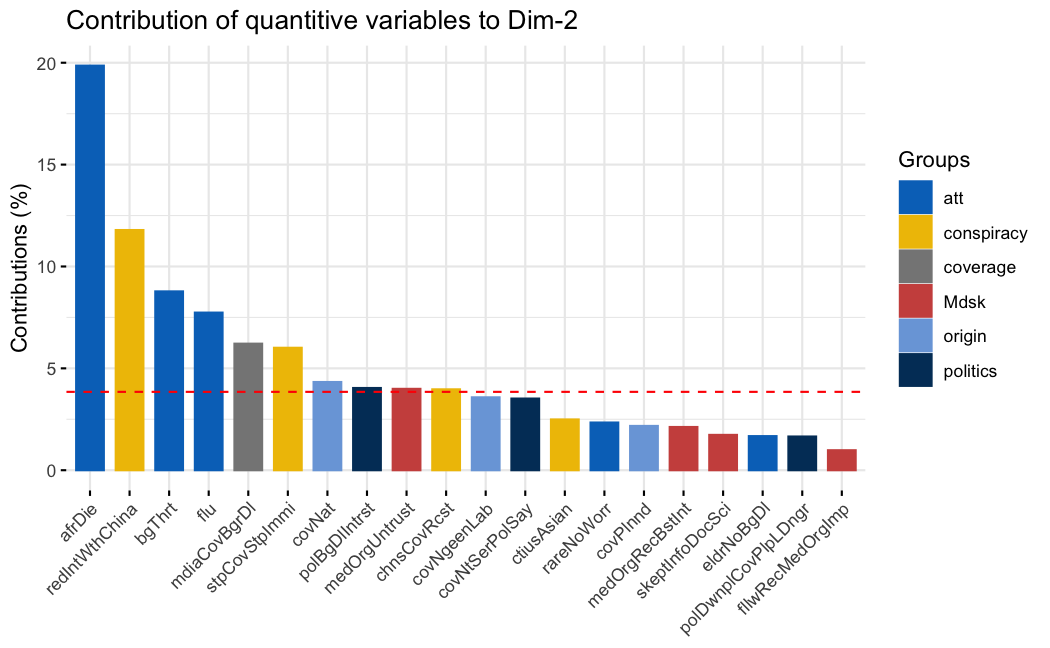 Contribution of quantitive variables to Dim-2
Contributions (%)
20
15
10
5
0
afrDie
redIntWthChina
bgThrt
flu
mdiaCovBgrDl
stpCovStpImmi
covNat
polBgDlIntrst
medOrgUntrust
chnsCovRcst
covNgeenLab
covNtSerPolSay
ctiusAsian
rareNoWorr
covPlnnd
medOrgRecBstInt
skeptInfoDocSci
eldrNoBgDl
polDwnplCovPlpLDngr
fllwRecMedOrgImp
Groups
att
conspiracy
coverage
Mdsk
origin
politics